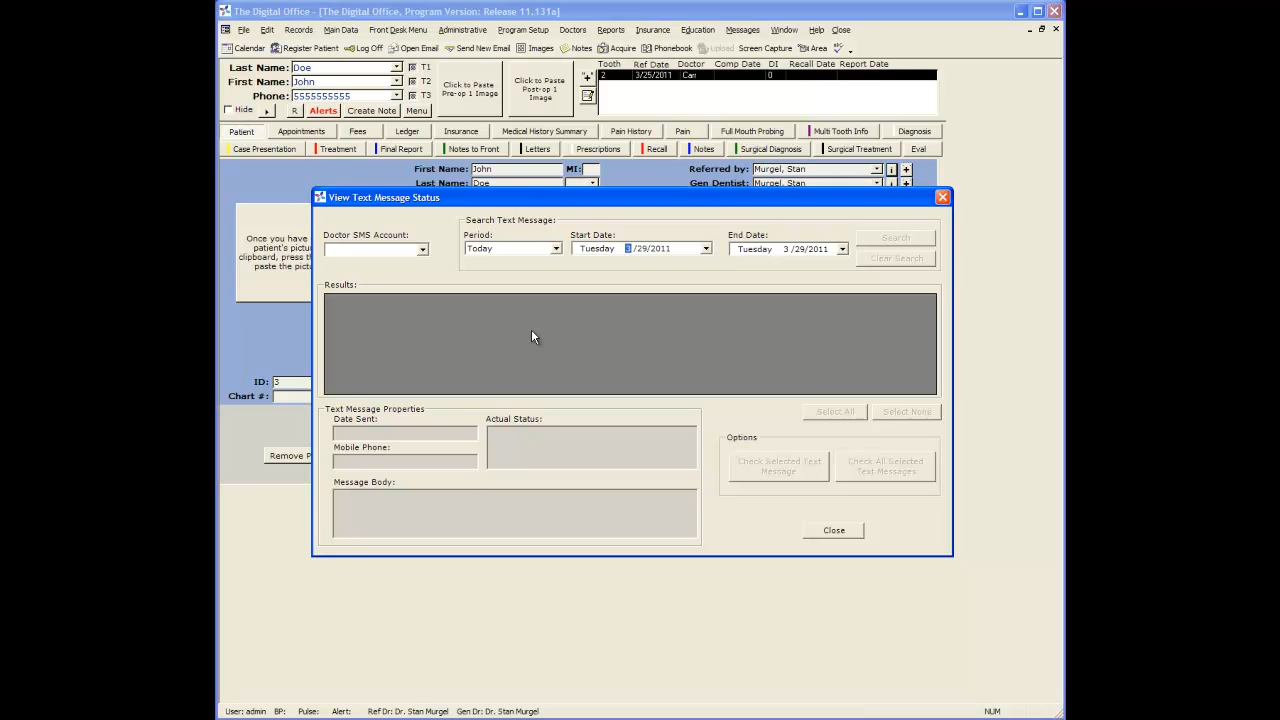 The Digital Office - [The Digital Office, Program Version: Release 11.131a]
File Edit Records Main Data Front Desk Menu Administrative Program Setup Doctors Reports Insurance Education Messages Window Help Close
Calendar Register Patient Log Off Open Email Send New Email Images Notes Acquire Phonebook Upload Screen Capture Area
Last Name: Doe T1
First Name: John T2
Phone: 5555555555 T3
Hide R Alerts Create Note Menu
Click to Paste
Pre-op 1 Image
Click to Paste
Post-op 1
Image
"+"
Tooth Ref Date Doctor Comp Date DI Recall Date Report Date
2 3/25/2011 Carr 0
Patient Appointments Fees Ledger Insurance Medical History Summary Pain History Pain Full Mouth Probing Multi Tooth Info Diagnosis
Case Presentation Treatment Final Report Notes to Front Letters Prescriptions Recall Notes Surgical Diagnosis Surgical Treatment Eval
First Name: John MI: Referred by: Murgel, Stan i +
Last Name: Doe Gen Dentist: Murgel, Stan i +
Once you have
patient's pictur
clipboard, press th
paste the pictu
ID: 3
Chart #:
Remove P
View Text Message Status
Doctor SMS Account:
Search Text Message:
Period: Start Date: End Date:
Today Tuesday 3 /29/2011 Tuesday 3 /29/2011
Search
Clear Search
Results:
Select All Select None
Text Message Properties
Date Sent: Actual Status:
Mobile Phone:
Message Body:
Options
Check Selected Text
Message
Check All Selected
Text Messages
Close
User: admin BP: Pulse: Alert: Ref Dr: Dr. Stan Murgel Gen Dr: Dr. Stan Murgel NUM